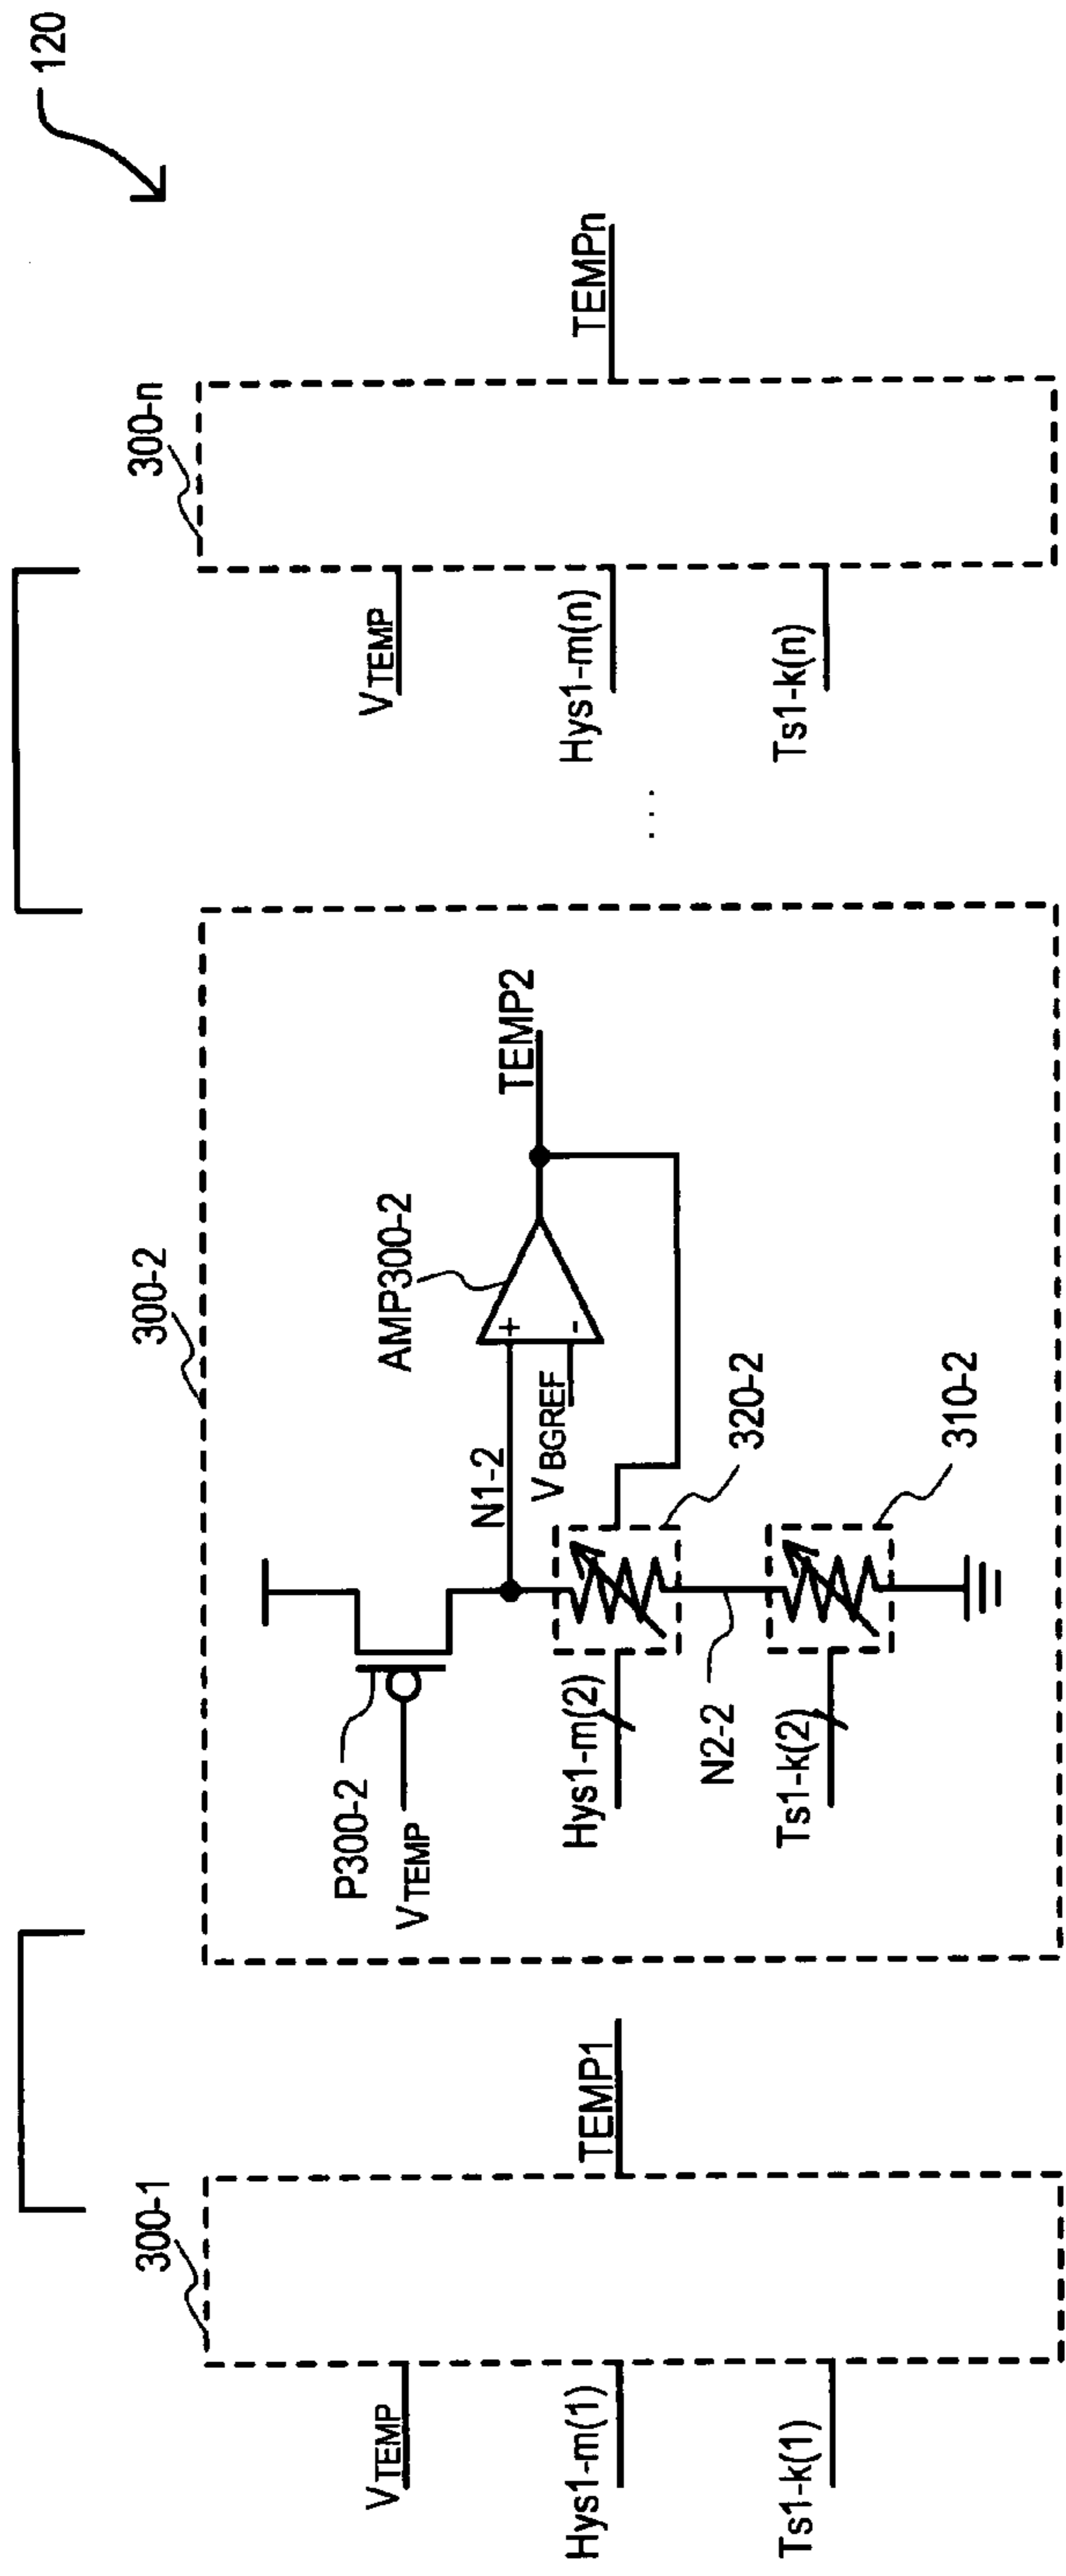 120
300-1
VTEMP
Hys1-m(1)
Ts1-k(1)
TEMP1
300-2
P300-2
VTEMP
Hys1-m(2)
N2-2
Ts1-k(2)
N1-2
VBGREF
+
-
AMP300-2
320-2
310-2
TEMP2
...
300-n
VTEMP
Hys1-m(n)
Ts1-k(n)
TEMPn